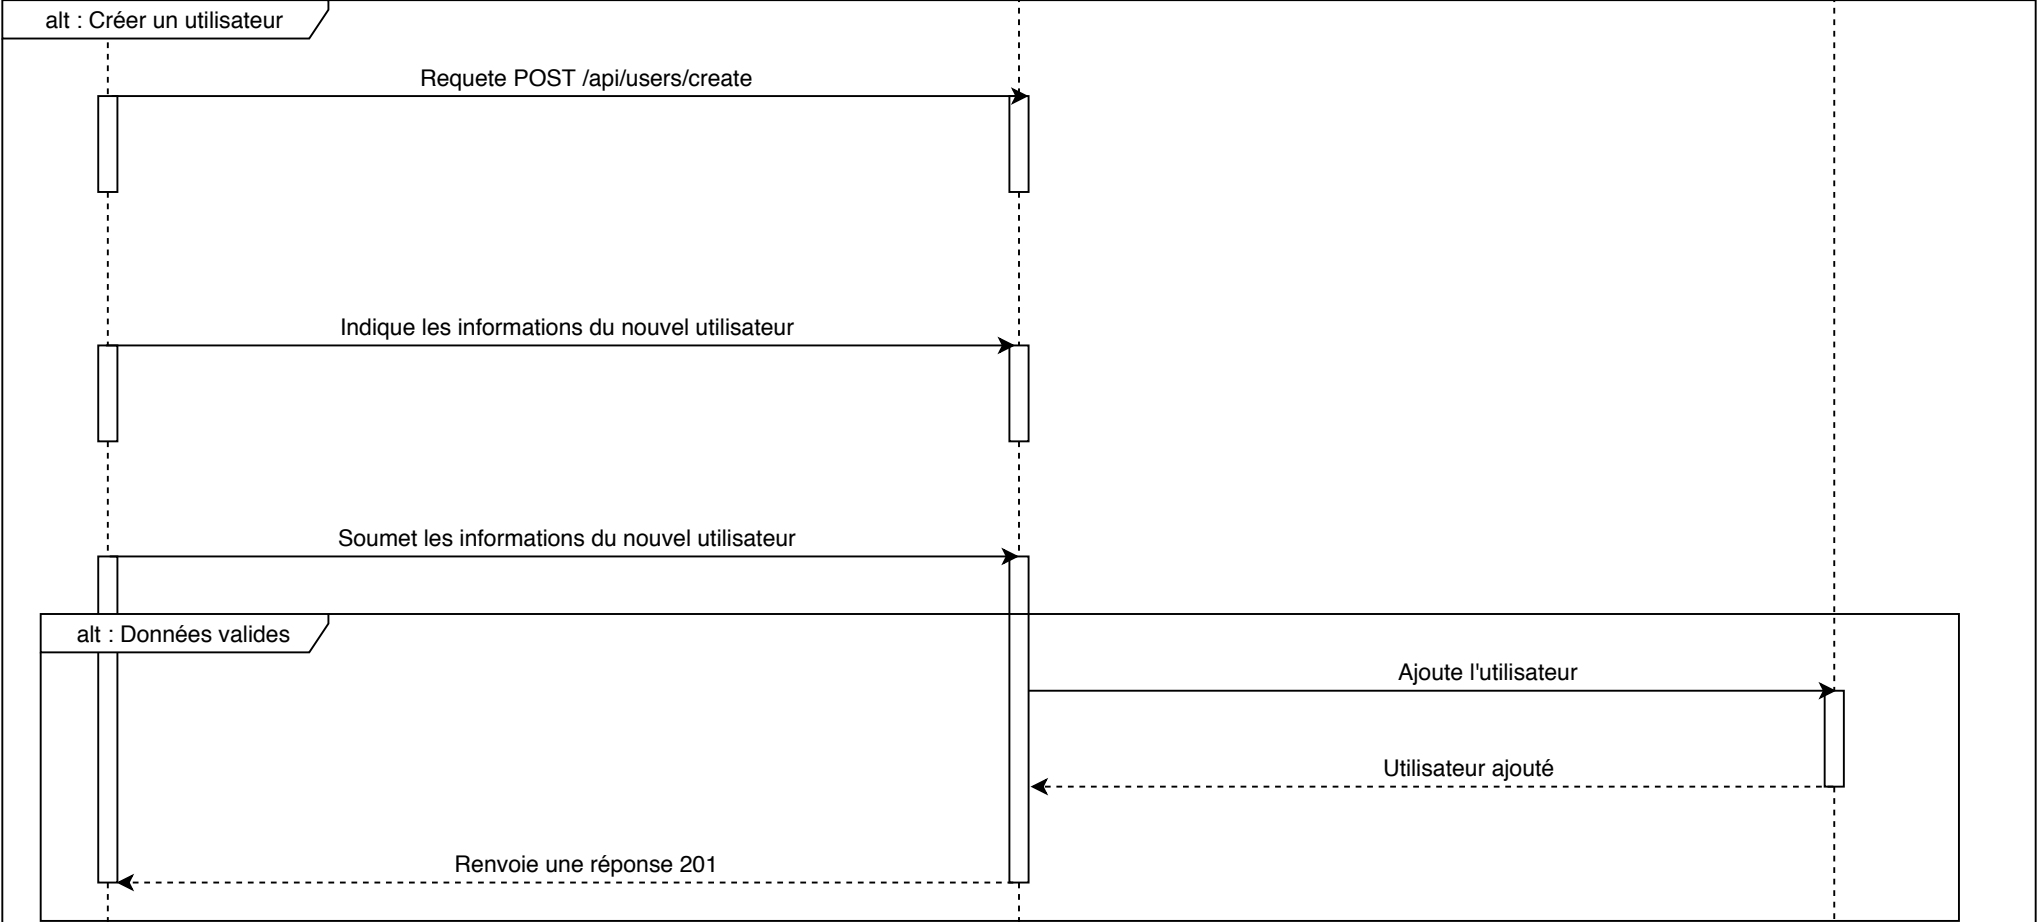 alt : Créer un utilisateur
Requete POST /api/users/create
Indique les informations du nouvel utilisateur
Soumet les informations du nouvel utilisateur
alt : Données valides
Ajoute l'utilisateur
Utilisateur ajouté
Renvoie une réponse 201